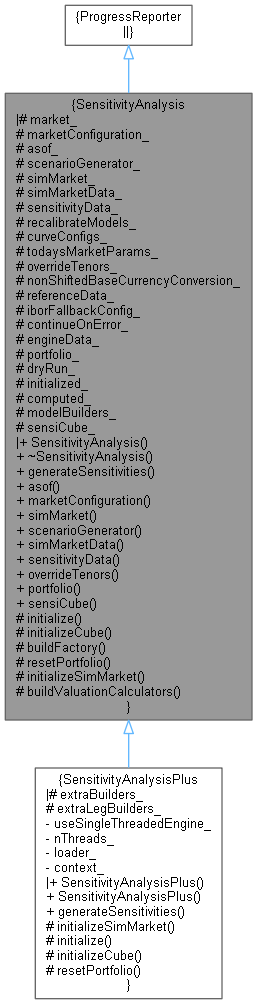 {ProgressReporter
||}
{SensitivityAnalysis
|# market_
# marketConfiguration_
# asof_
# scenarioGenerator_
# simMarket_
# simMarketData_
# sensitivityData_
# recalibrateModels_
# curveConfigs_
# todaysMarketParams_
# overrideTenors_
# nonShiftedBaseCurrencyConversion_
# referenceData_
# iborFallbackConfig_
# continueOnError_
# engineData_
# portfolio_
# dryRun_
# initialized_
# computed_
# modelBuilders_
# sensiCube_
|+ SensitivityAnalysis()
+ ~SensitivityAnalysis()
+ generateSensitivities()
+ asof()
+ marketConfiguration()
+ simMarket()
+ scenarioGenerator()
+ simMarketData()
+ sensitivityData()
+ overrideTenors()
+ portfolio()
+ sensiCube()
# initialize()
# initializeCube()
# buildFactory()
# resetPortfolio()
# initializeSimMarket()
# buildValuationCalculators()
}
{SensitivityAnalysisPlus
|# extraBuilders_
# extraLegBuilders_
- useSingleThreadedEngine_
- nThreads_
- loader_
- context_
|+ SensitivityAnalysisPlus()
+ SensitivityAnalysisPlus()
+ generateSensitivities()
# initializeSimMarket()
# initialize()
# initializeCube()
# resetPortfolio()
}